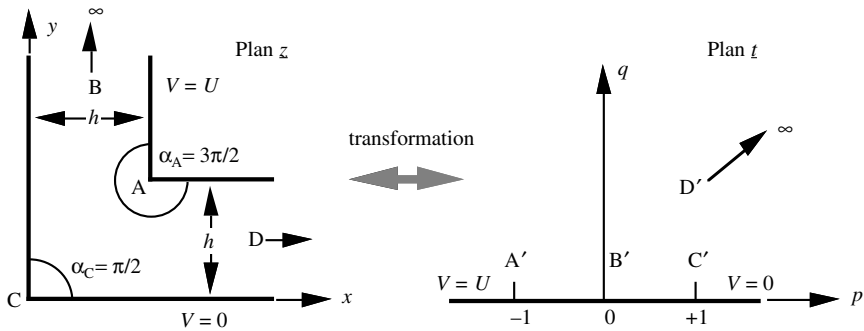 y
∞
B
Plan z
V = U
h
α_A = 3π/2
A
h
D
α_C = π/2
C
x
V = 0
transformation
Plan t
q
∞
D′
A′
B′
C′
V = U
V = 0
p
–1
0
+1